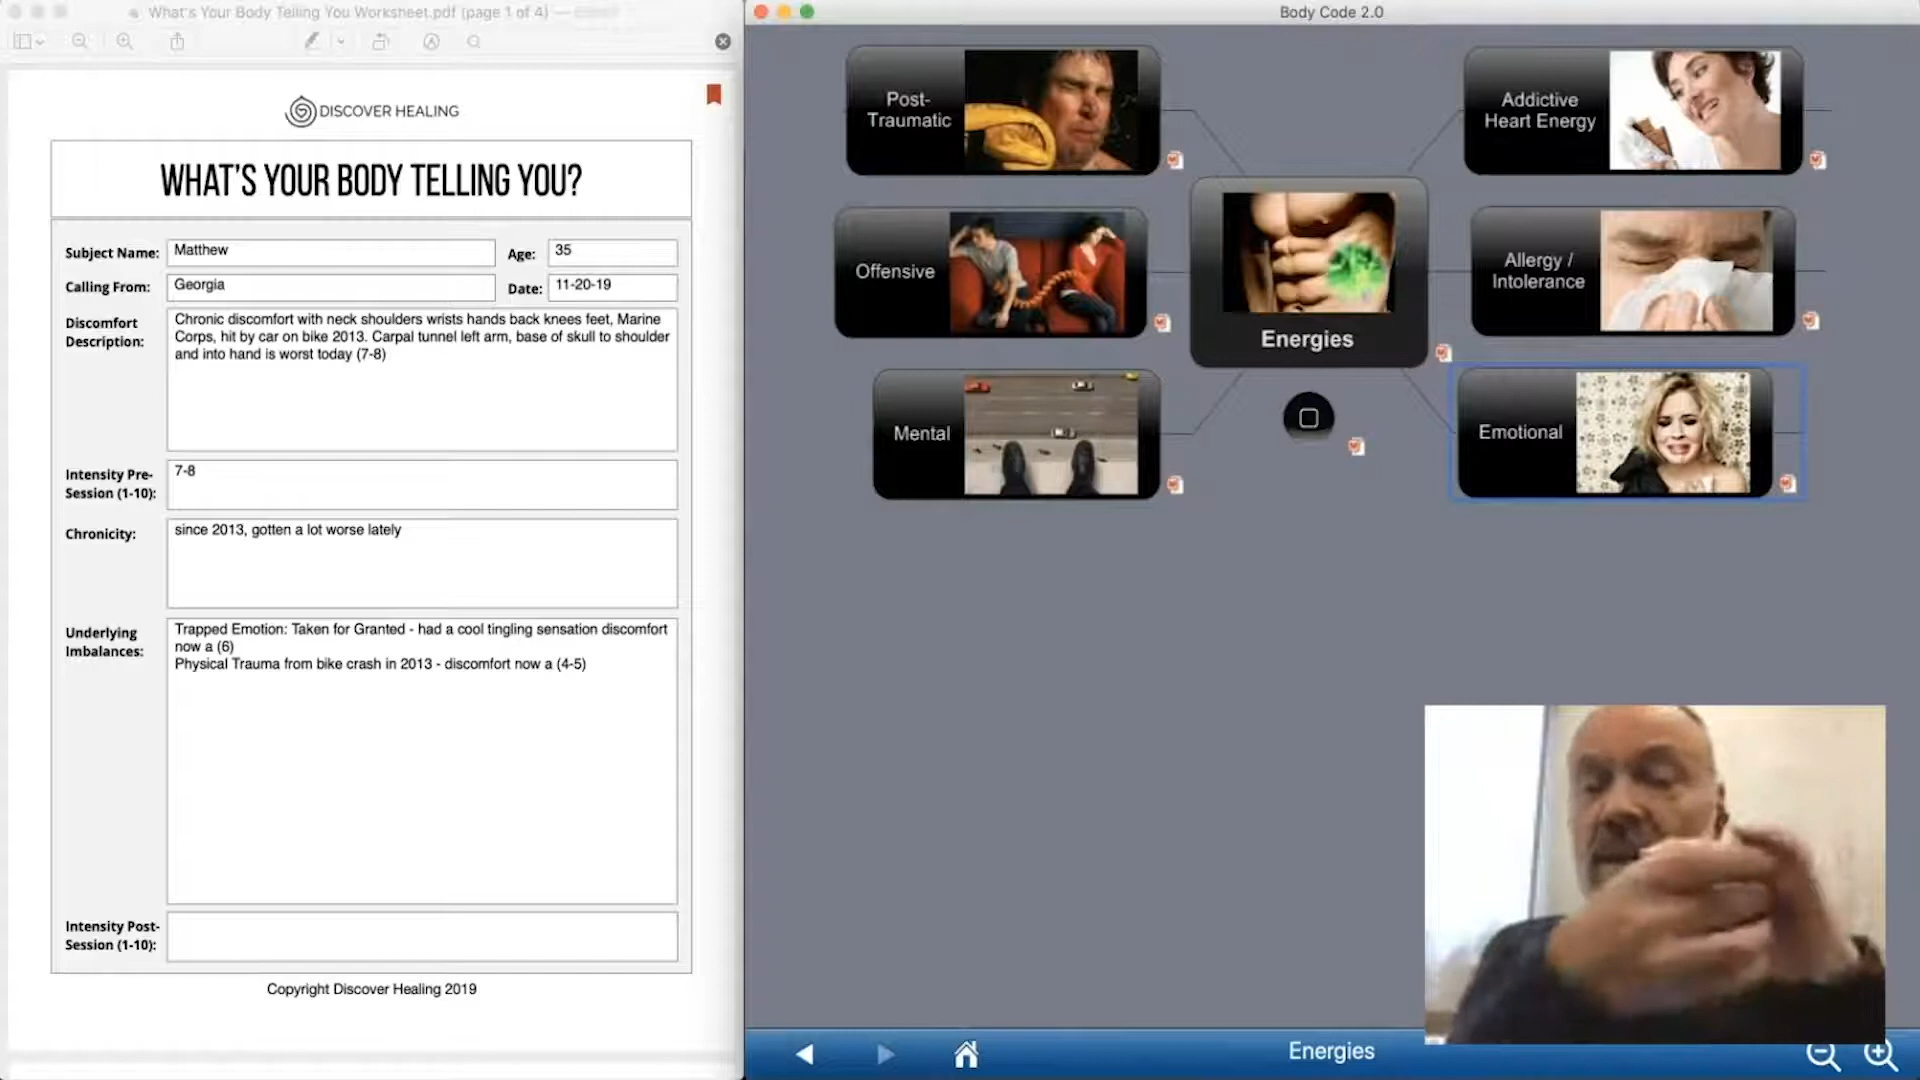 What's Your Body Telling You Worksheet.pdf (page 1 of 4) —
DISCOVER HEALING
WHAT'S YOUR BODY TELLING YOU?
Subject Name: Matthew
Age: 35
Calling From: Georgia
Date: 11-20-19
Discomfort
Description:
Chronic discomfort with neck shoulders wrists hands back knees feet, Marine
Corps, hit by car on bike 2013. Carpal tunnel left arm, base of skull to shoulder
and into hand is worst today (7-8)
Intensity Pre-
Session (1-10):
7-8
Chronicity:
since 2013, gotten a lot worse lately
Underlying
Imbalances:
Trapped Emotion: Taken for Granted - had a cool tingling sensation discomfort
now a (6)
Physical Trauma from bike crash in 2013 - discomfort now a (4-5)
Intensity Post-
Session (1-10):
Copyright Discover Healing 2019
Body Code 2.0
Post-
Traumatic
Addictive
Heart Energy
Offensive
Energies
Allergy /
Intolerance
Mental
Emotional
Energies